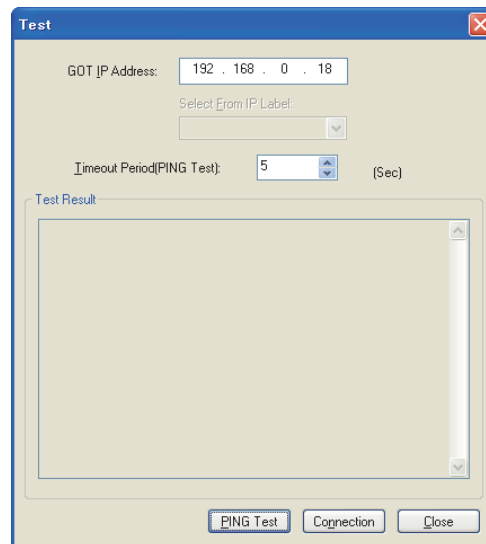 Test
GOT IP Address: 192 . 168 . 0 . 18
Select From IP Label:
Timeout Period(PING Test): 5 (Sec)
Test Result
PING Test Connection Close